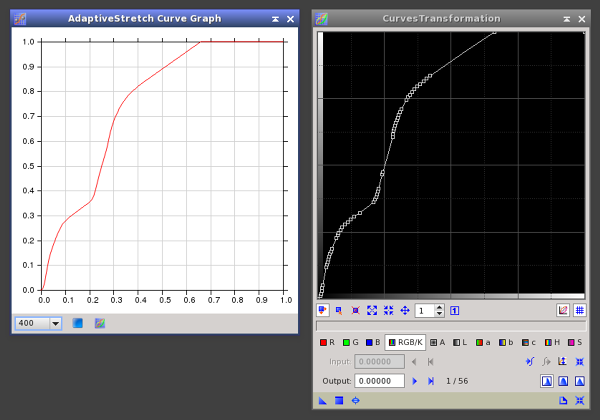 AdaptiveStretch Curve Graph
1.0
0.9
0.8
0.7
0.6
0.5
0.4
0.3
0.2
0.1
0.0
0.0 0.1 0.2 0.3 0.4 0.5 0.6 0.7 0.8 0.9 1.0
400
CurvesTransformation
1
1
R G B RGB/K A L a b c H S
Input: 0.00000
Output: 0.00000 1 / 56